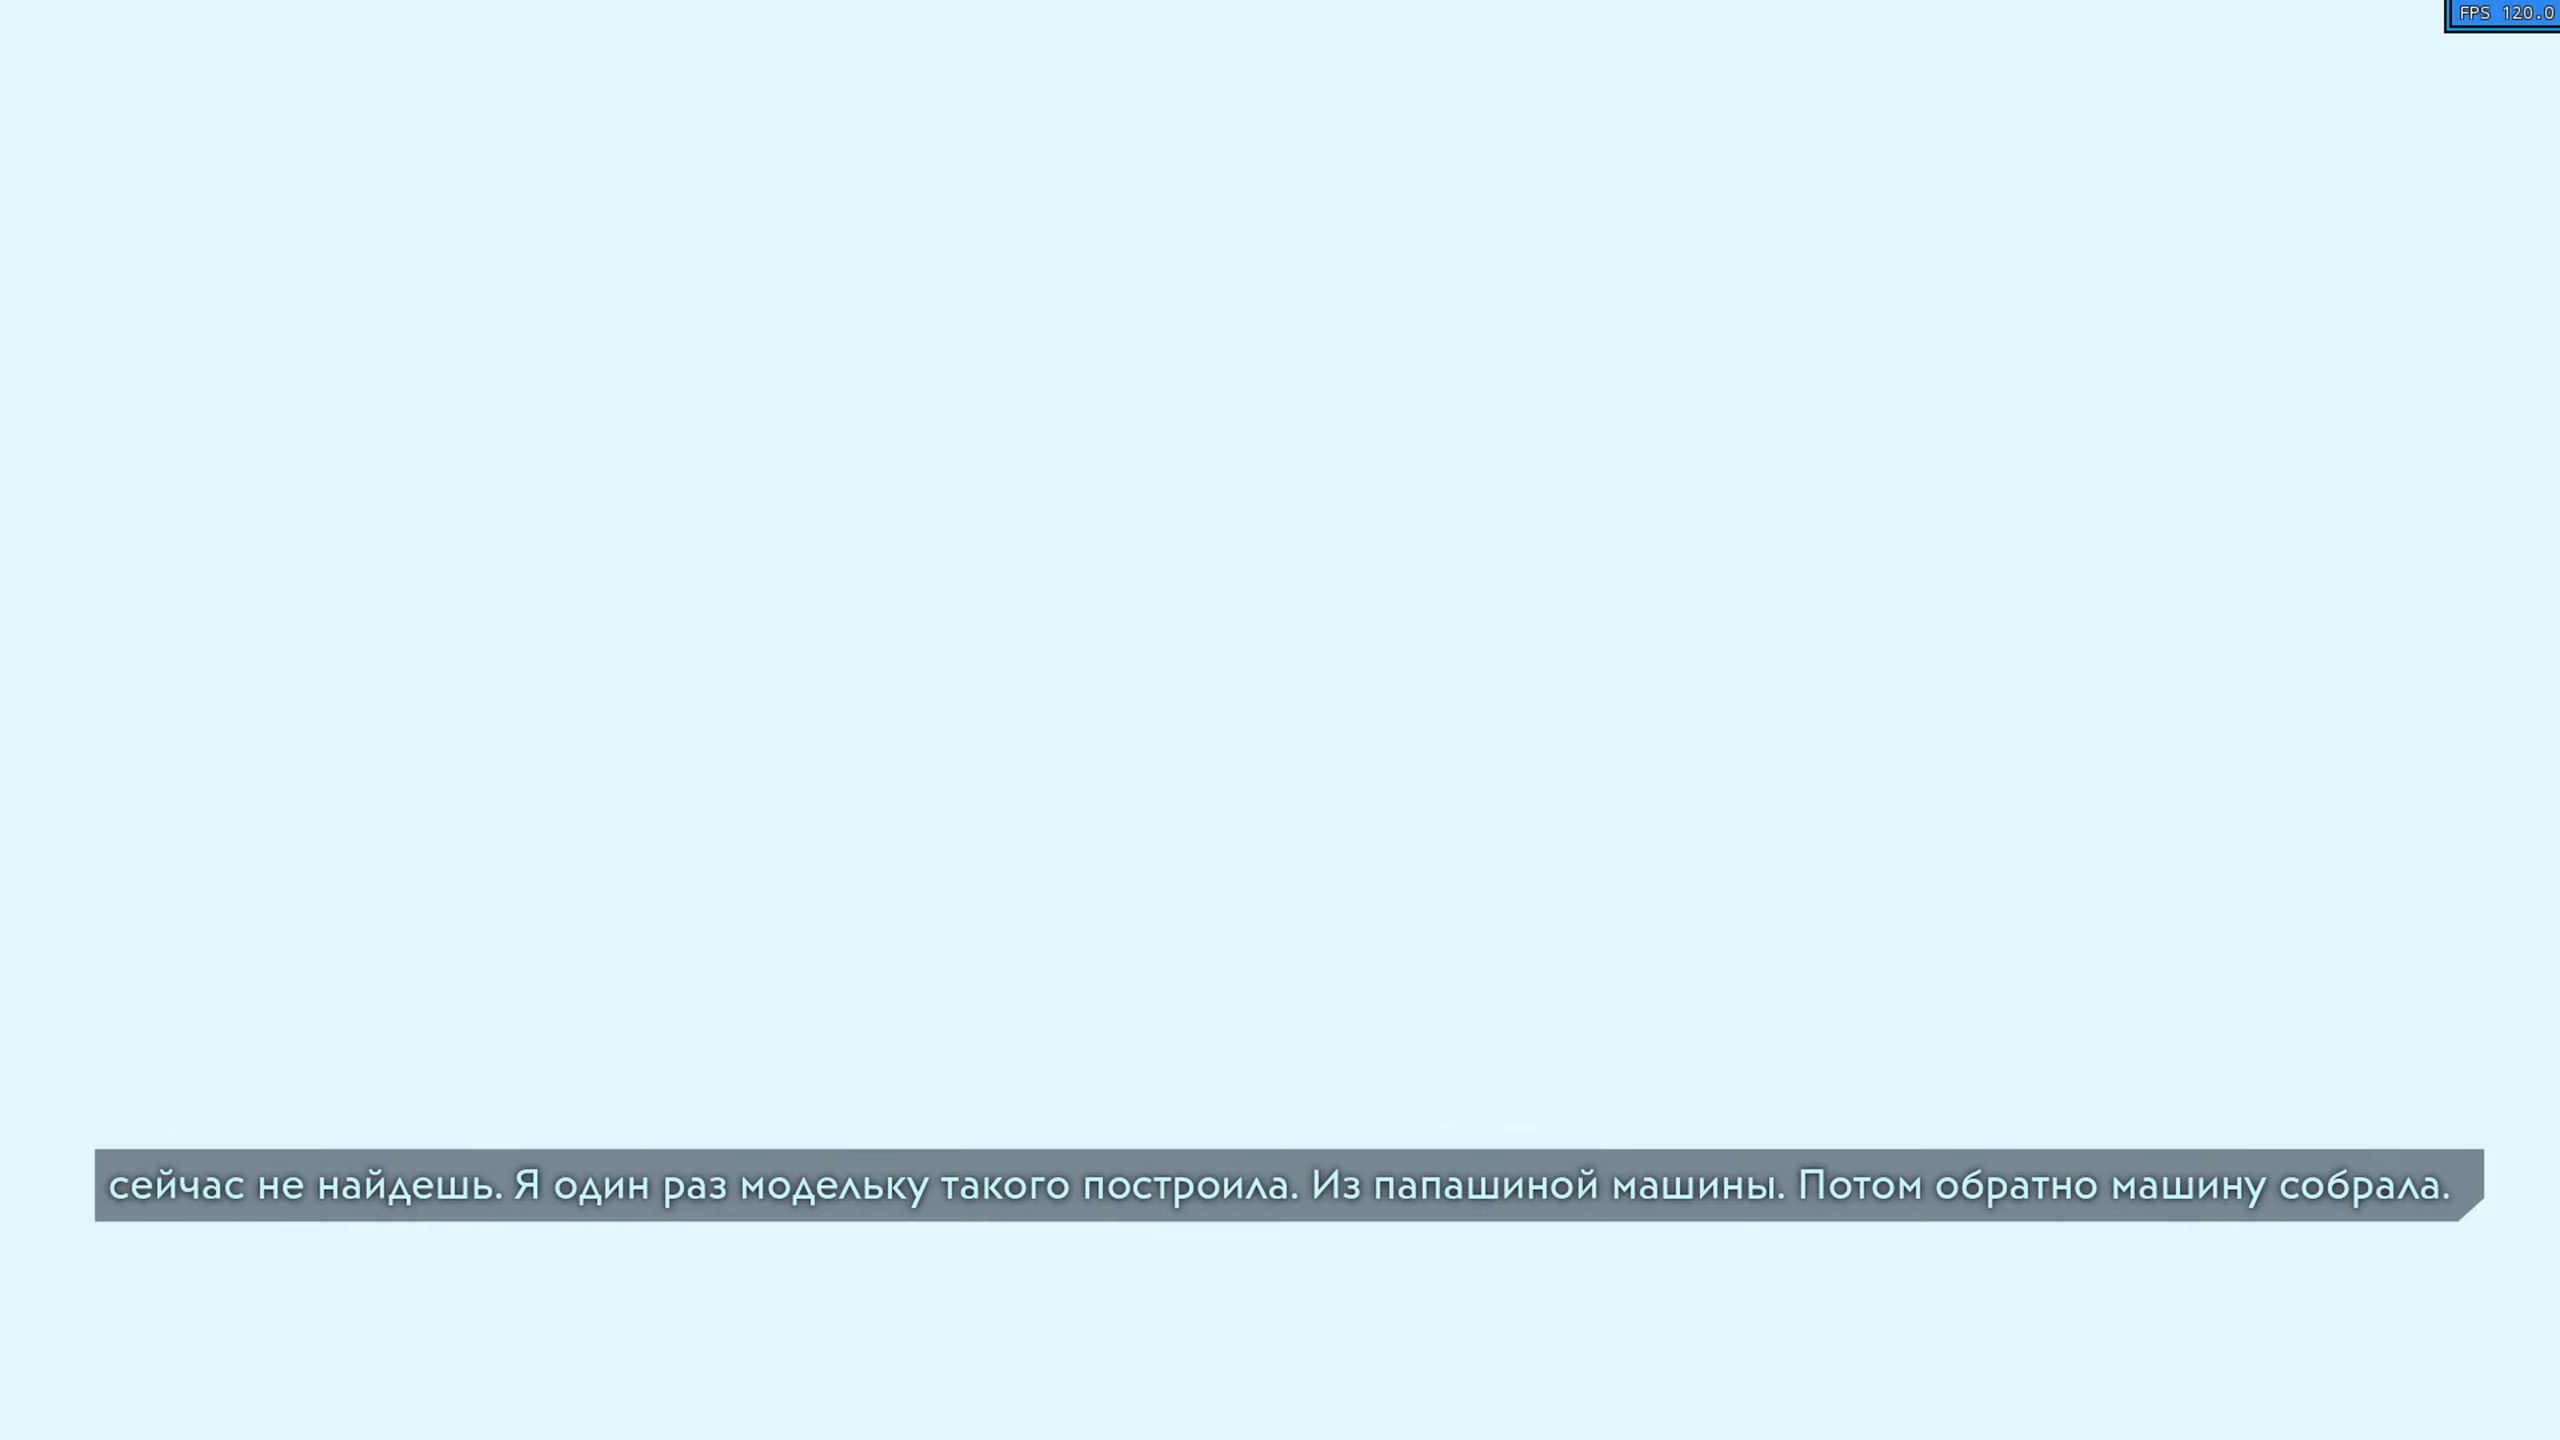 FPS 120.0
сейчас не найдешь. Я один раз модельку такого построила. Из папашиной машины. Потом обратно машину собрала.